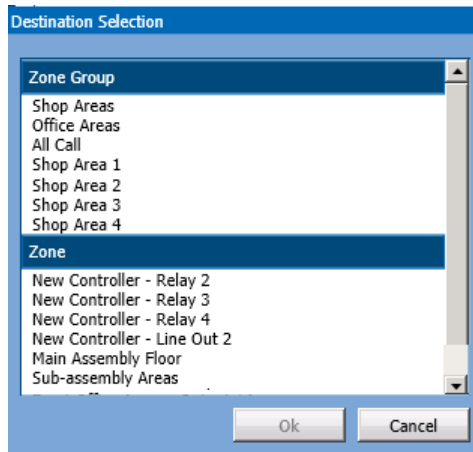 Destination Selection
Zone Group
Shop Areas
Office Areas
All Call
Shop Area 1
Shop Area 2
Shop Area 3
Shop Area 4
Zone
New Controller - Relay 2
New Controller - Relay 3
New Controller - Relay 4
New Controller - Line Out 2
Main Assembly Floor
Sub-assembly Areas
Ok
Cancel